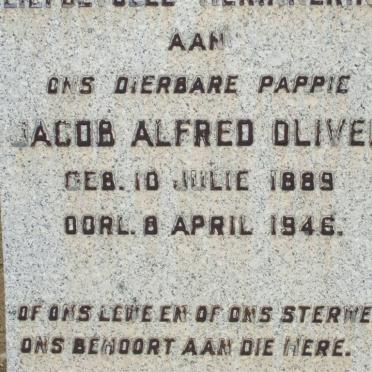 AAN
ONS DIERBARE PAPPIE
JACOB ALFRED OLIVE
GEB. 10 JULIE 1889
OORL. 8 APRIL 1946.
OF ONS LEWE EN OF ONS STERWE
ONS BEHOORT AAN DIE HERE.